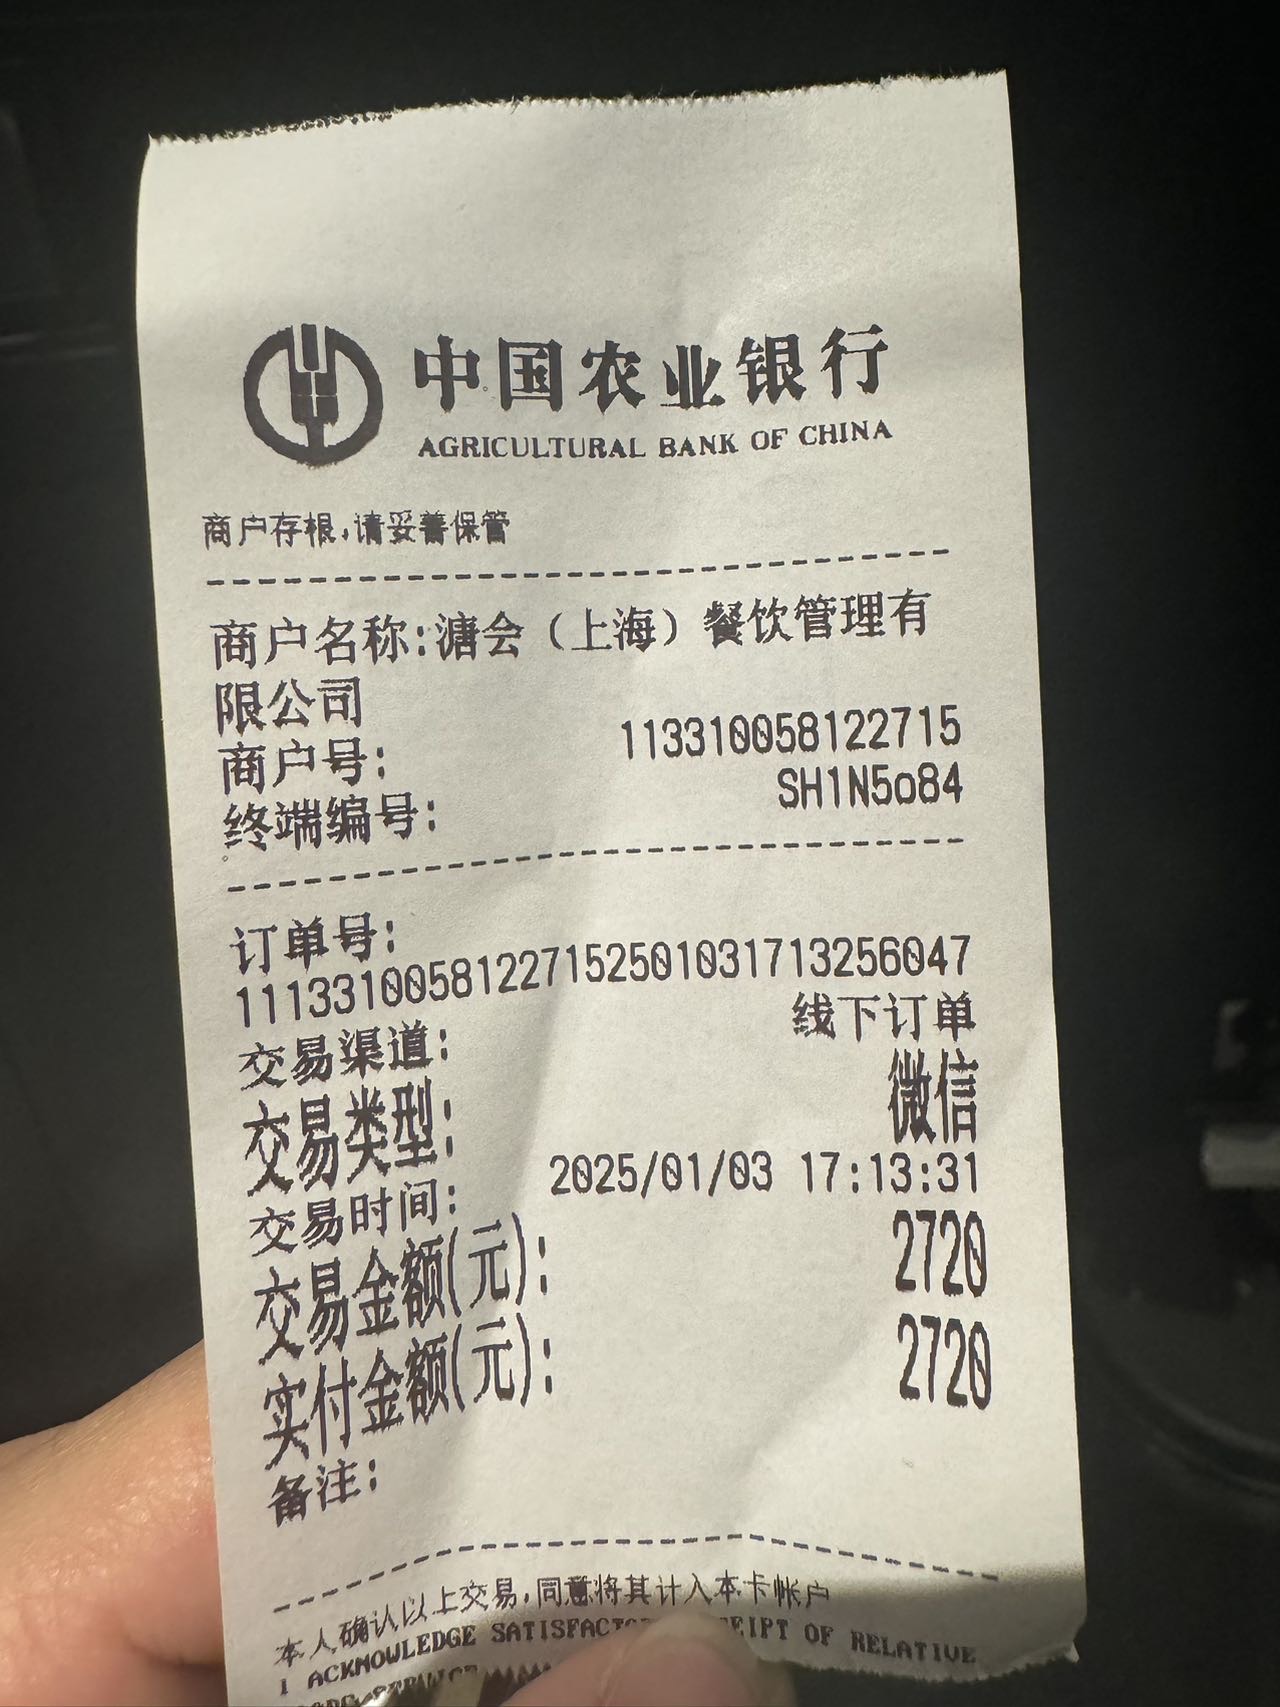 中国农业银行
AGRICULTURAL BANK OF CHINA
商户存根,请妥善保管
商户名称:溏会（上海）餐饮管理有
限公司
商户号: 113310058122715
终端编号: SH1N5o84
订单号:
11133100581227152501031713256047
交易渠道: 线下订单
交易类型: 微信
交易时间: 2025/01/03 17:13:31
交易金额(元): 2720
实付金额(元): 2720
备注:
本人确认以上交易,同意将其计入本卡帐户
I ACKNOWLEDGE OF RELATIVE